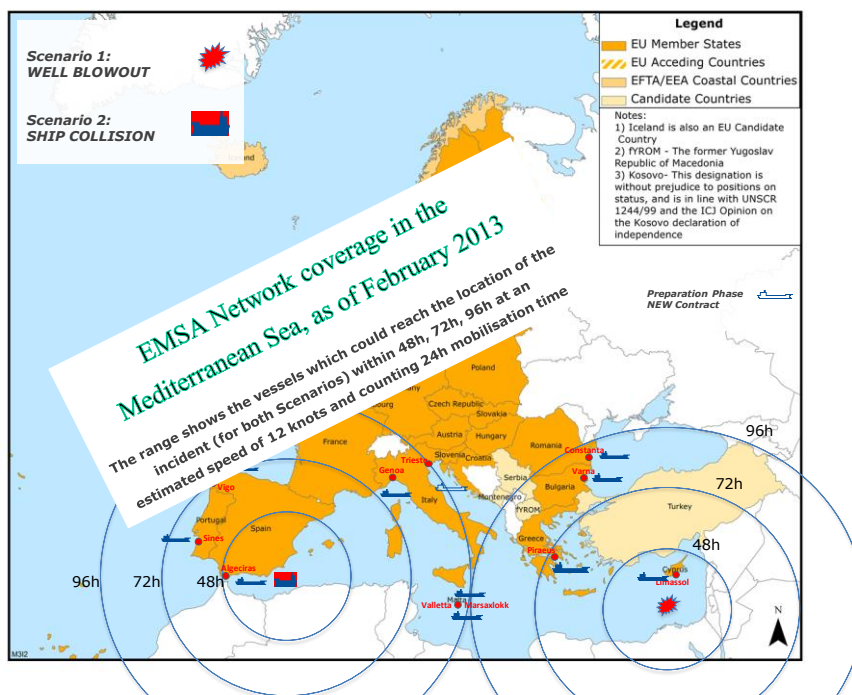 Scenario 1:
WELL BLOWOUT
Scenario 2:
SHIP COLLISION
Legend
EU Member States
EU Acceding Countries
EFTA/EEA Coastal Countries
Candidate Countries
Notes:
1) Iceland is also an EU Candidate
Country
2) fYROM - The former Yugoslav
Republic of Macedonia
3) Kosovo- This designation is
without prejudice to positions on
status, and is in line with UNSCR
1244/99 and the ICJ Opinion on
the Kosovo declaration of
independence
EMSA Network coverage in the
Mediterranean Sea, as of February 2013
The range shows the vessels which could reach the location of the
incident (for both Scenarios) within 48h, 72h, 96h at an
estimated speed of 12 knots and counting 24h mobilisation time
Preparation Phase
NEW Contract
Poland
Czech Republic
Slovakia
Austria
Hungary
France
Slovenia
Croatia
Romania
Trieste
Genoa
Constanta
Varna
Serbia
Bulgaria
Italy
Montenegro
fYROM
Vigo
Portugal
Spain
Sines
Turkey
Greece
Piraeus
Algeciras
Cyprus
Limassol
Malta
Valletta
Marsaxlokk
96h
72h
48h
96h
72h
48h
N
M3I2